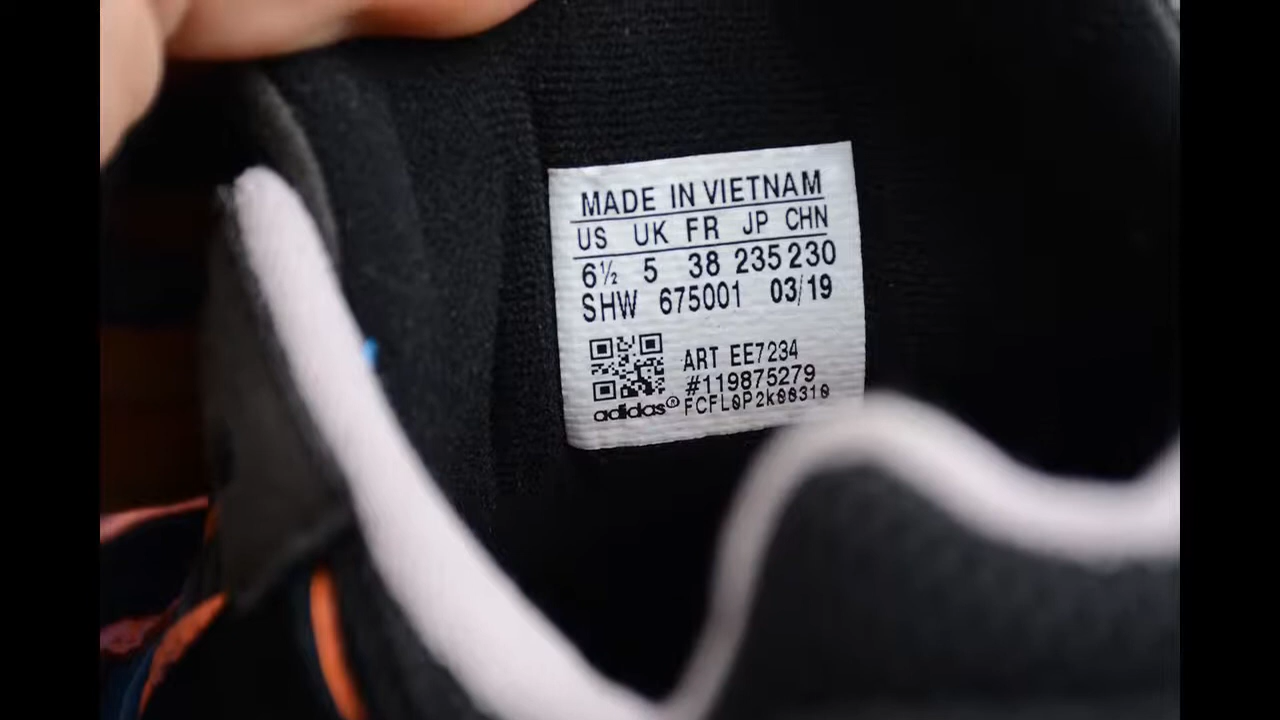 MADE IN VIETNAM
US UK FR JP CHN
6½ 5 38 235 230
SHW 675001 03/19
ART EE7234
#119875279
adidas® FCFL0P2k00310